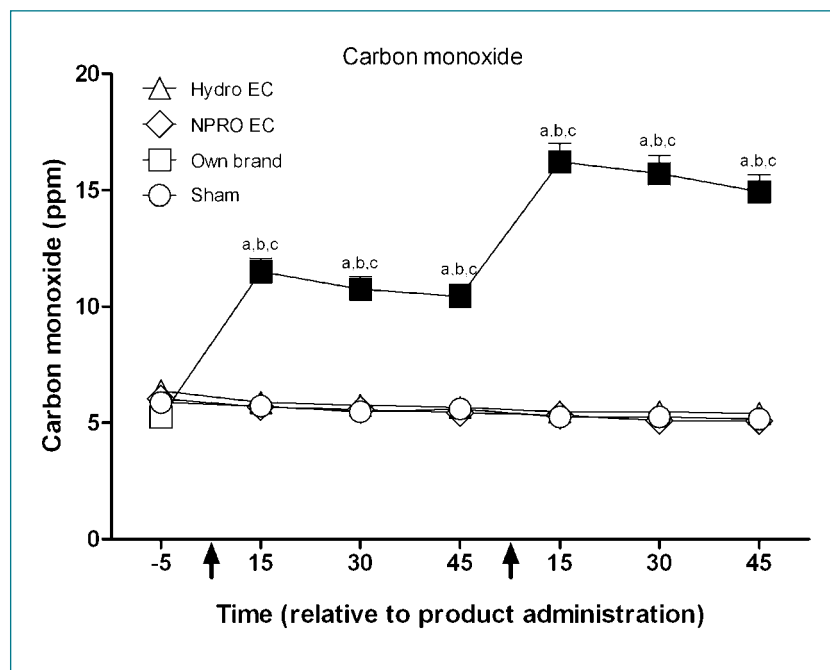 Carbon monoxide
20
15
10
5
0
Carbon monoxide (ppm)
Hydro EC
NPRO EC
Own brand
Sham
a,b,c
a,b,c
a,b,c
a,b,c
a,b,c
a,b,c
-5 15 30 45 15 30 45
Time (relative to product administration)